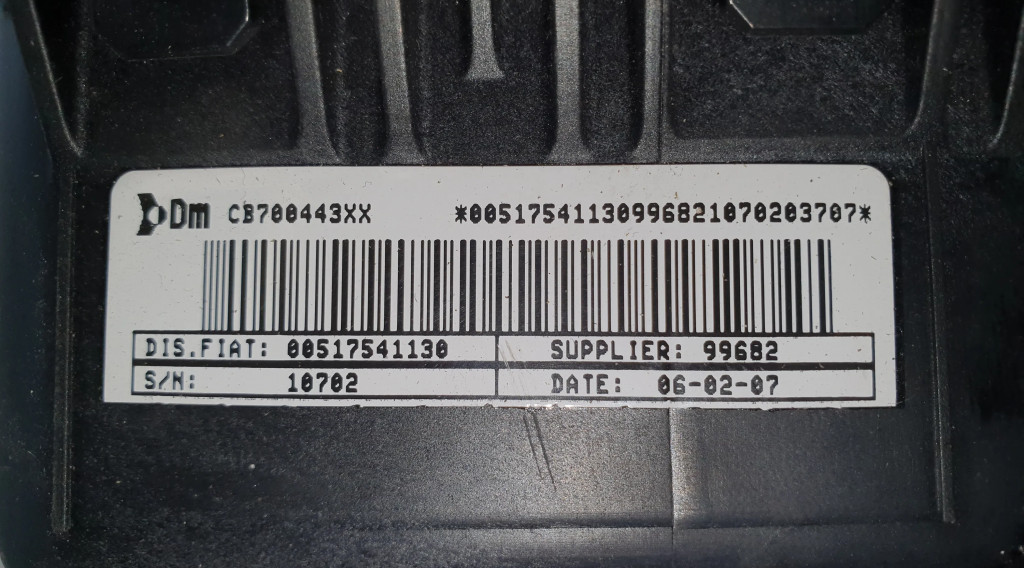 Dm CB700443XX *00517541130996821070203707*
DIS.FIAT: 00517541130 SUPPLIER: 99682
S/N: 10702 DATE: 06-02-07